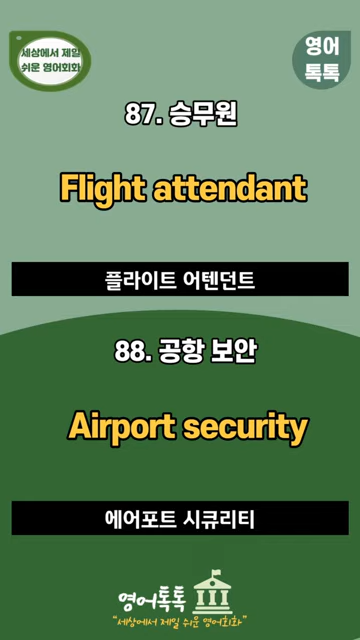 세상에서 제일
쉬운 영어회화
영어
톡톡
87. 승무원
Flight attendant
플라이트 어텐던트
88. 공항 보안
Airport security
에어포트 시큐리티
영어톡톡
"세상에서 제일 쉬운 영어회화"